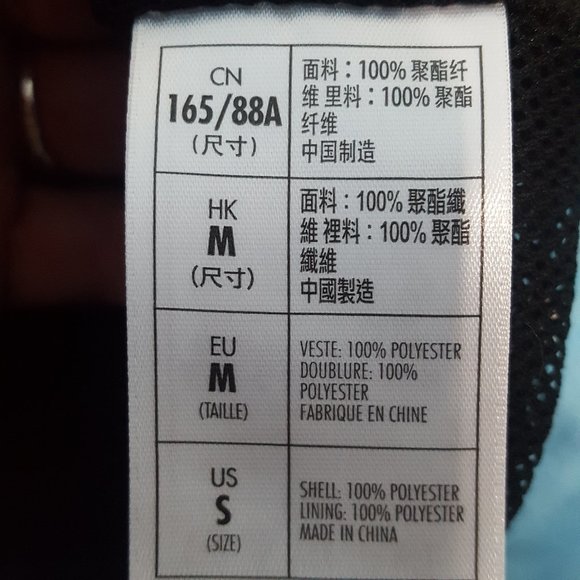 CN
165/88A
(尺寸)
面料：100% 聚酯纤
维 里料：100% 聚酯
纤维
中国制造
HK
M
(尺寸)
面料：100% 聚酯纖
維 裡料：100% 聚酯
纖維
中國製造
EU
M
(TAILLE)
VESTE: 100% POLYESTER
DOUBLURE: 100%
POLYESTER
FABRIQUE EN CHINE
US
S
(SIZE)
SHELL: 100% POLYESTER
LINING: 100% POLYESTER
MADE IN CHINA